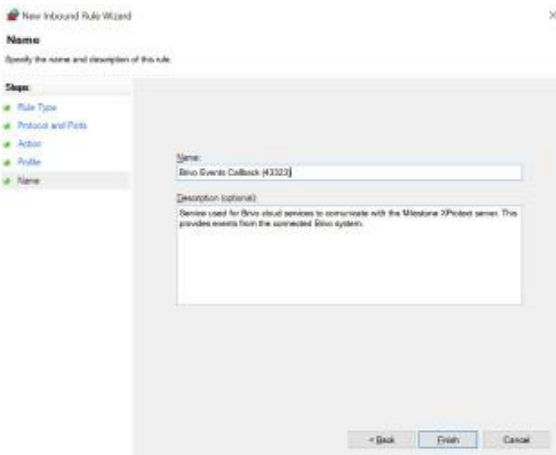 New Inbound Rule Wizard
Name
Specify the name and description of this rule.
Steps:
Rule Type
Protocol and Ports
Action
Profile
Name
Name:
Brivo Events Callback (43323)
Description (optional):
Service used for Brivo cloud services to comunicate with the Milestone XProtect server. This
provides events from the connected Brivo system.
< Back
Finish
Cancel